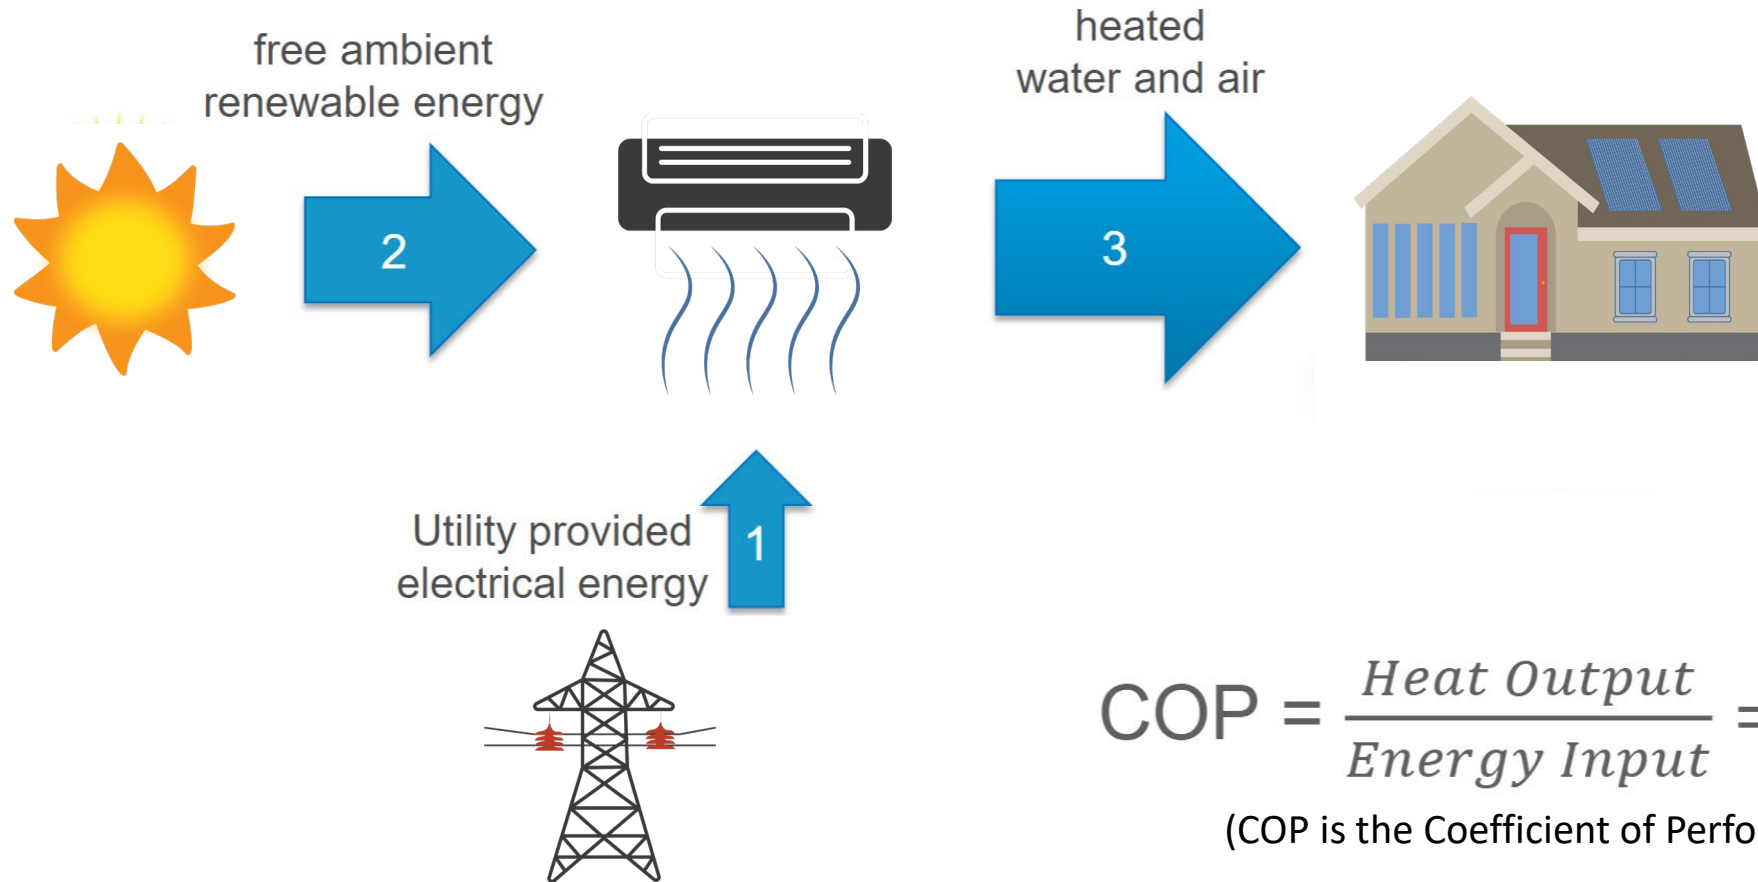 free ambient
renewable energy
heated
water and air
2
3
Utility provided
electrical energy
1
COP = Heat Output / Energy Input =
(COP is the Coefficient of Perfo